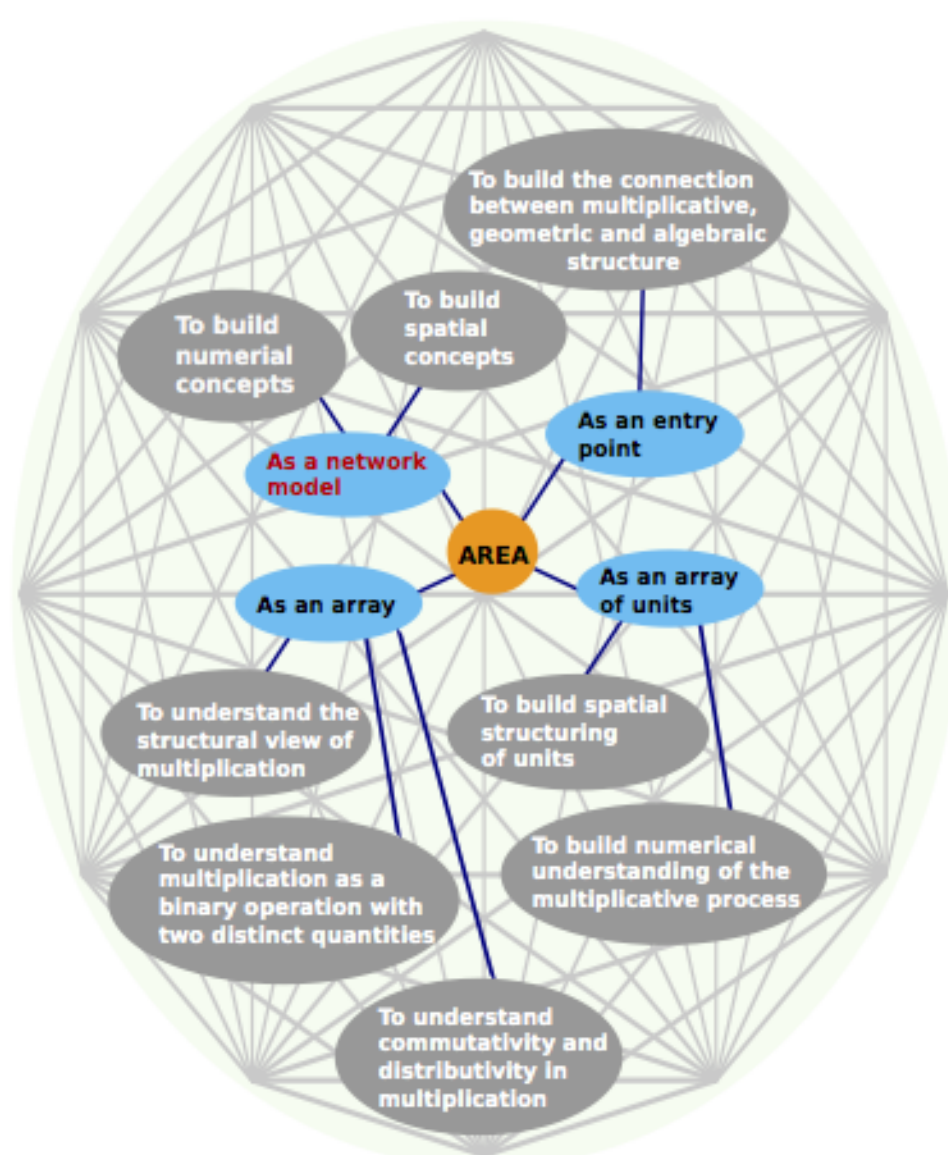 To build the connection
between multiplicative,
geometric and algebraic
structure
To build
spatial
concepts
To build
numerial
concepts
As an entry
point
As a network
model
AREA
As an array
of units
As an array
To build spatial
structuring
of units
To understand the
structural view of
multiplication
To build numerical
understanding of the
multiplicative process
To understand
multiplication as a
binary operation with
two distinct quantities
To understand
commutativity and
distributivity in
multiplication